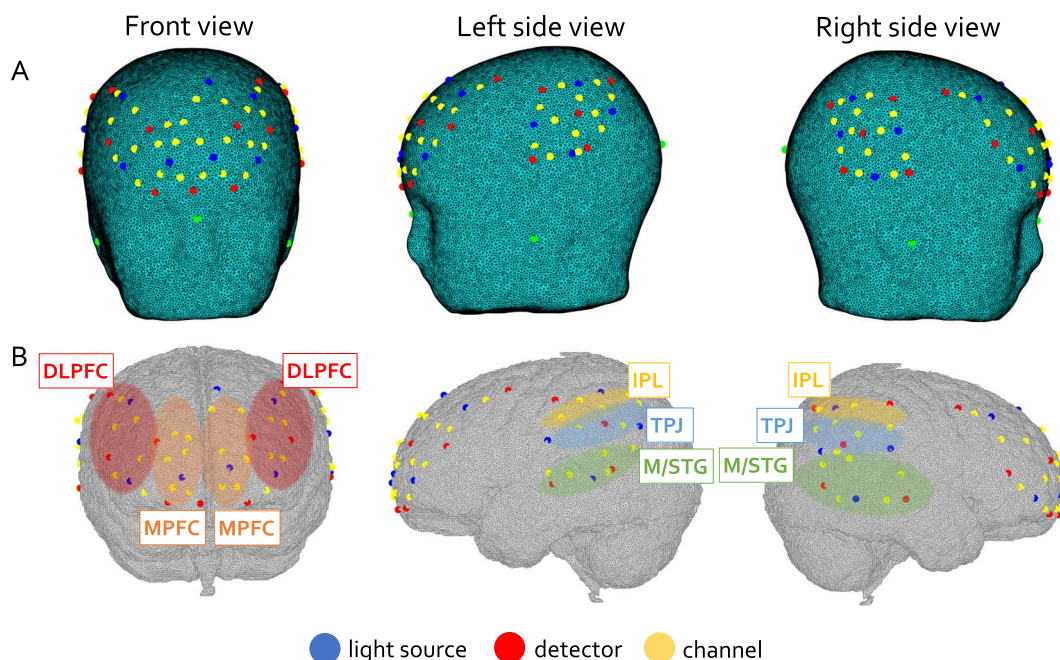 Front view
Left side view
Right side view
A
B
DLPFC
DLPFC
MPFC
MPFC
IPL
TPJ
M/STG
IPL
TPJ
M/STG
light source
detector
channel